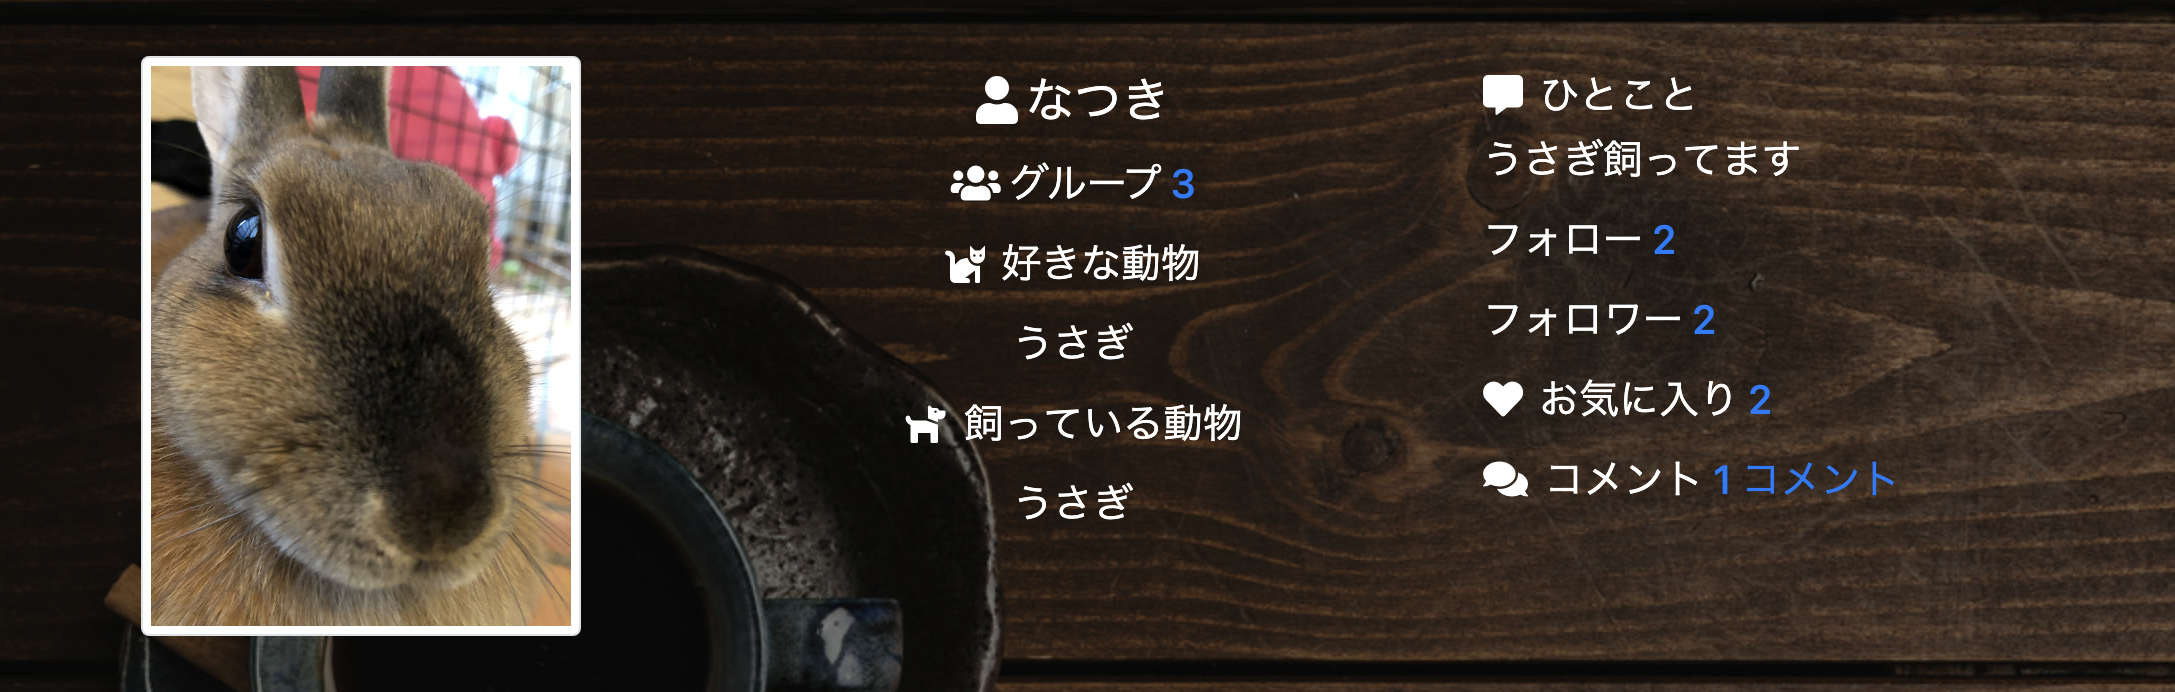 なつき
グループ 3
好きな動物
うさぎ
飼っている動物
うさぎ
ひとこと
うさぎ飼ってます
フォロー 2
フォロワー 2
お気に入り 2
コメント 1 コメント